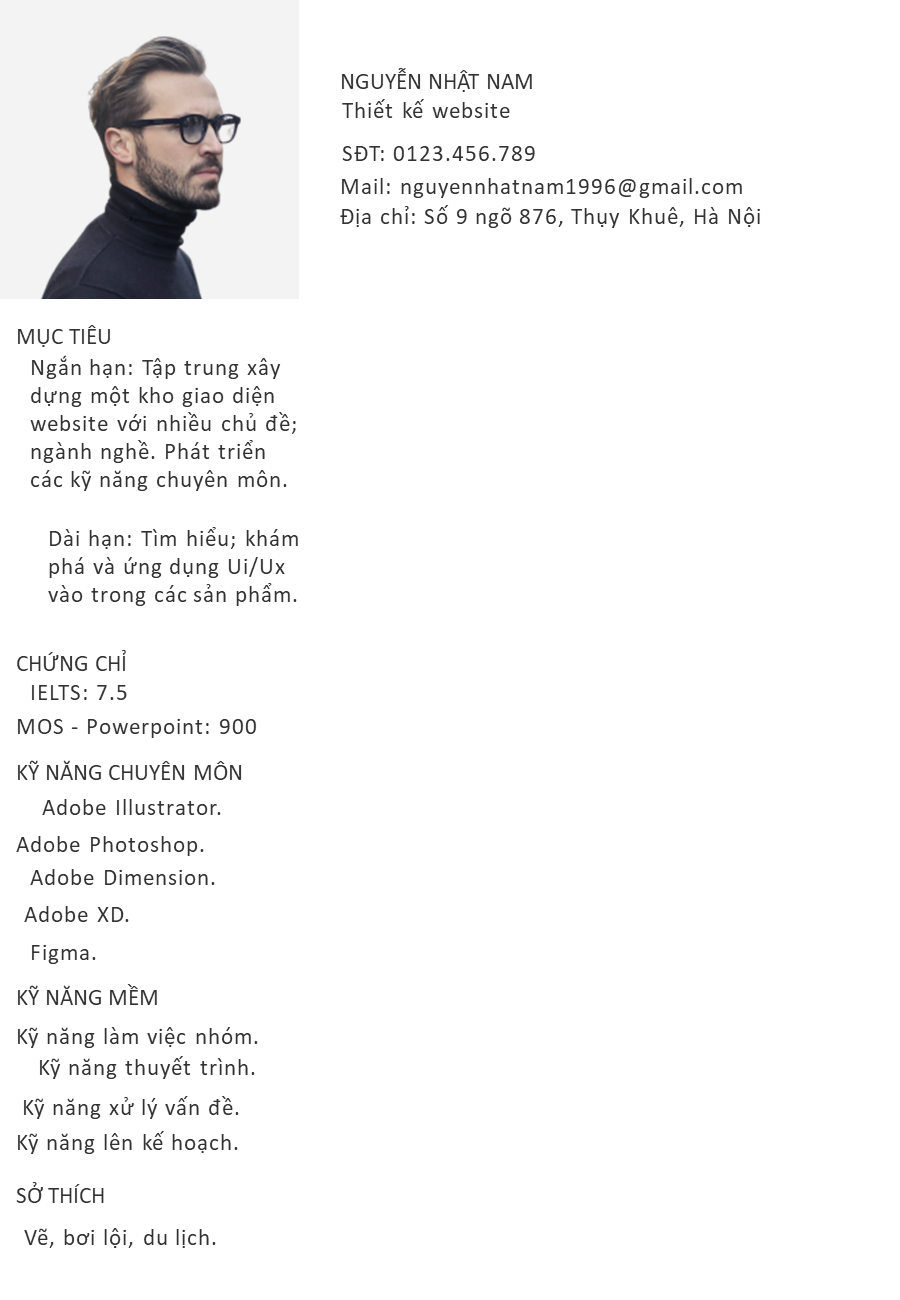 NGUYỄN NHẬT NAM
Thiết kế website
SĐT: 0123.456.789
Mail: nguyennhatnam1996@gmail.com
Địa chỉ: Số 9 ngõ 876, Thụy Khuê, Hà Nội
MỤC TIÊU
Ngắn hạn: Tập trung xây
dựng một kho giao diện
website với nhiều chủ đề;
ngành nghề. Phát triển
các kỹ năng chuyên môn.
Dài hạn: Tìm hiểu; khám
phá và ứng dụng Ui/Ux
vào trong các sản phẩm.
CHỨNG CHỈ
IELTS: 7.5
MOS - Powerpoint: 900
KỸ NĂNG CHUYÊN MÔN
Adobe Illustrator.
Adobe Photoshop.
Adobe Dimension.
Adobe XD.
Figma.
KỸ NĂNG MỀM
Kỹ năng làm việc nhóm.
Kỹ năng thuyết trình.
Kỹ năng xử lý vấn đề.
Kỹ năng lên kế hoạch.
SỞ THÍCH
Vẽ, bơi lội, du lịch.